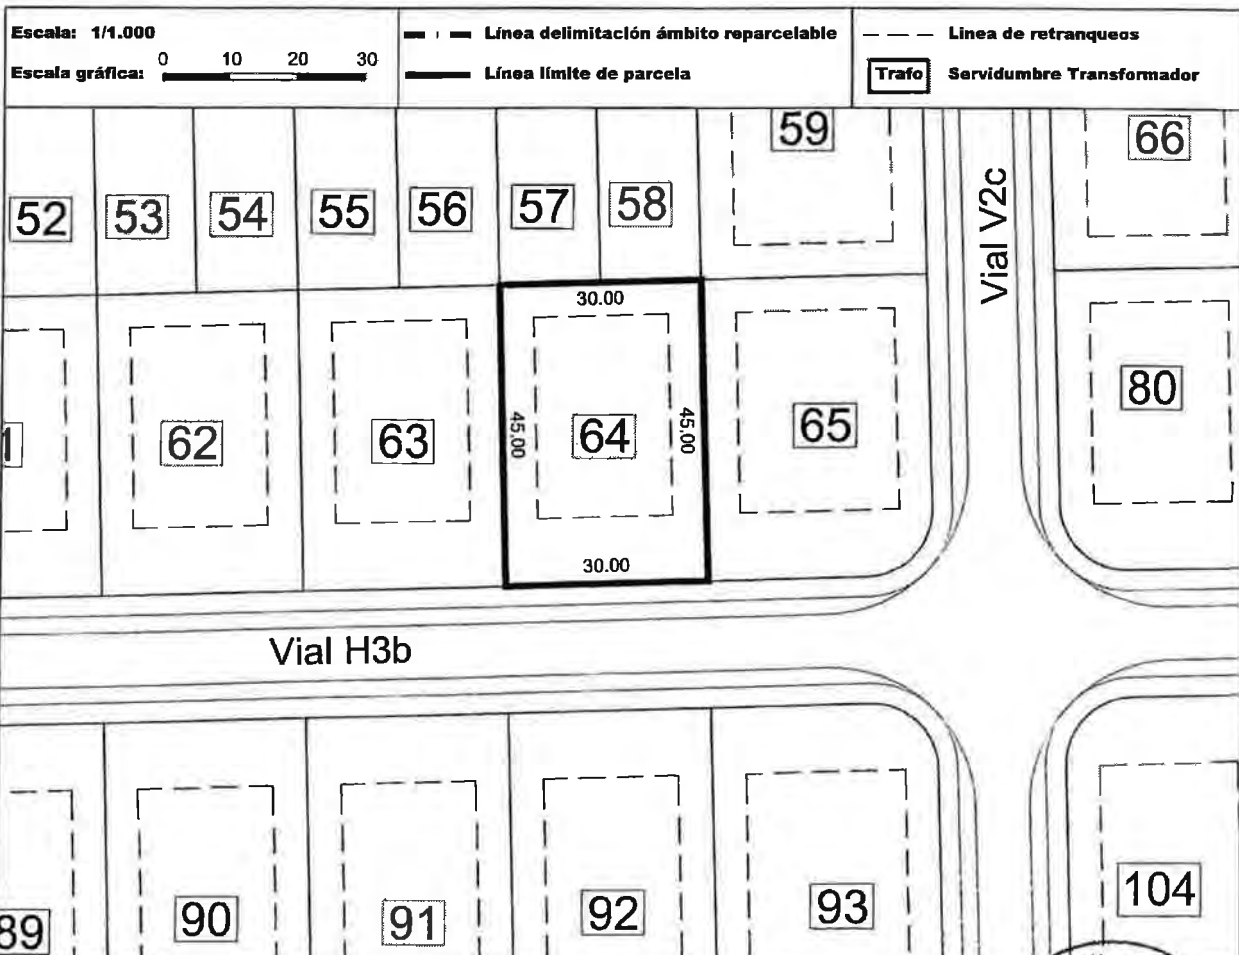 Escala: 1/1.000
Escala gráfica: 0 10 20 30
Línea delimitación ámbito reparcelable
Línea límite de parcela
Linea de retranqueos
Trafo Servidumbre Transformador
59
66
52 53 54 55 56 57 58
Vial V2c
30.00
80
62 63 45.00 64 45.00 65
30.00
Vial H3b
104
89 90 91 92 93